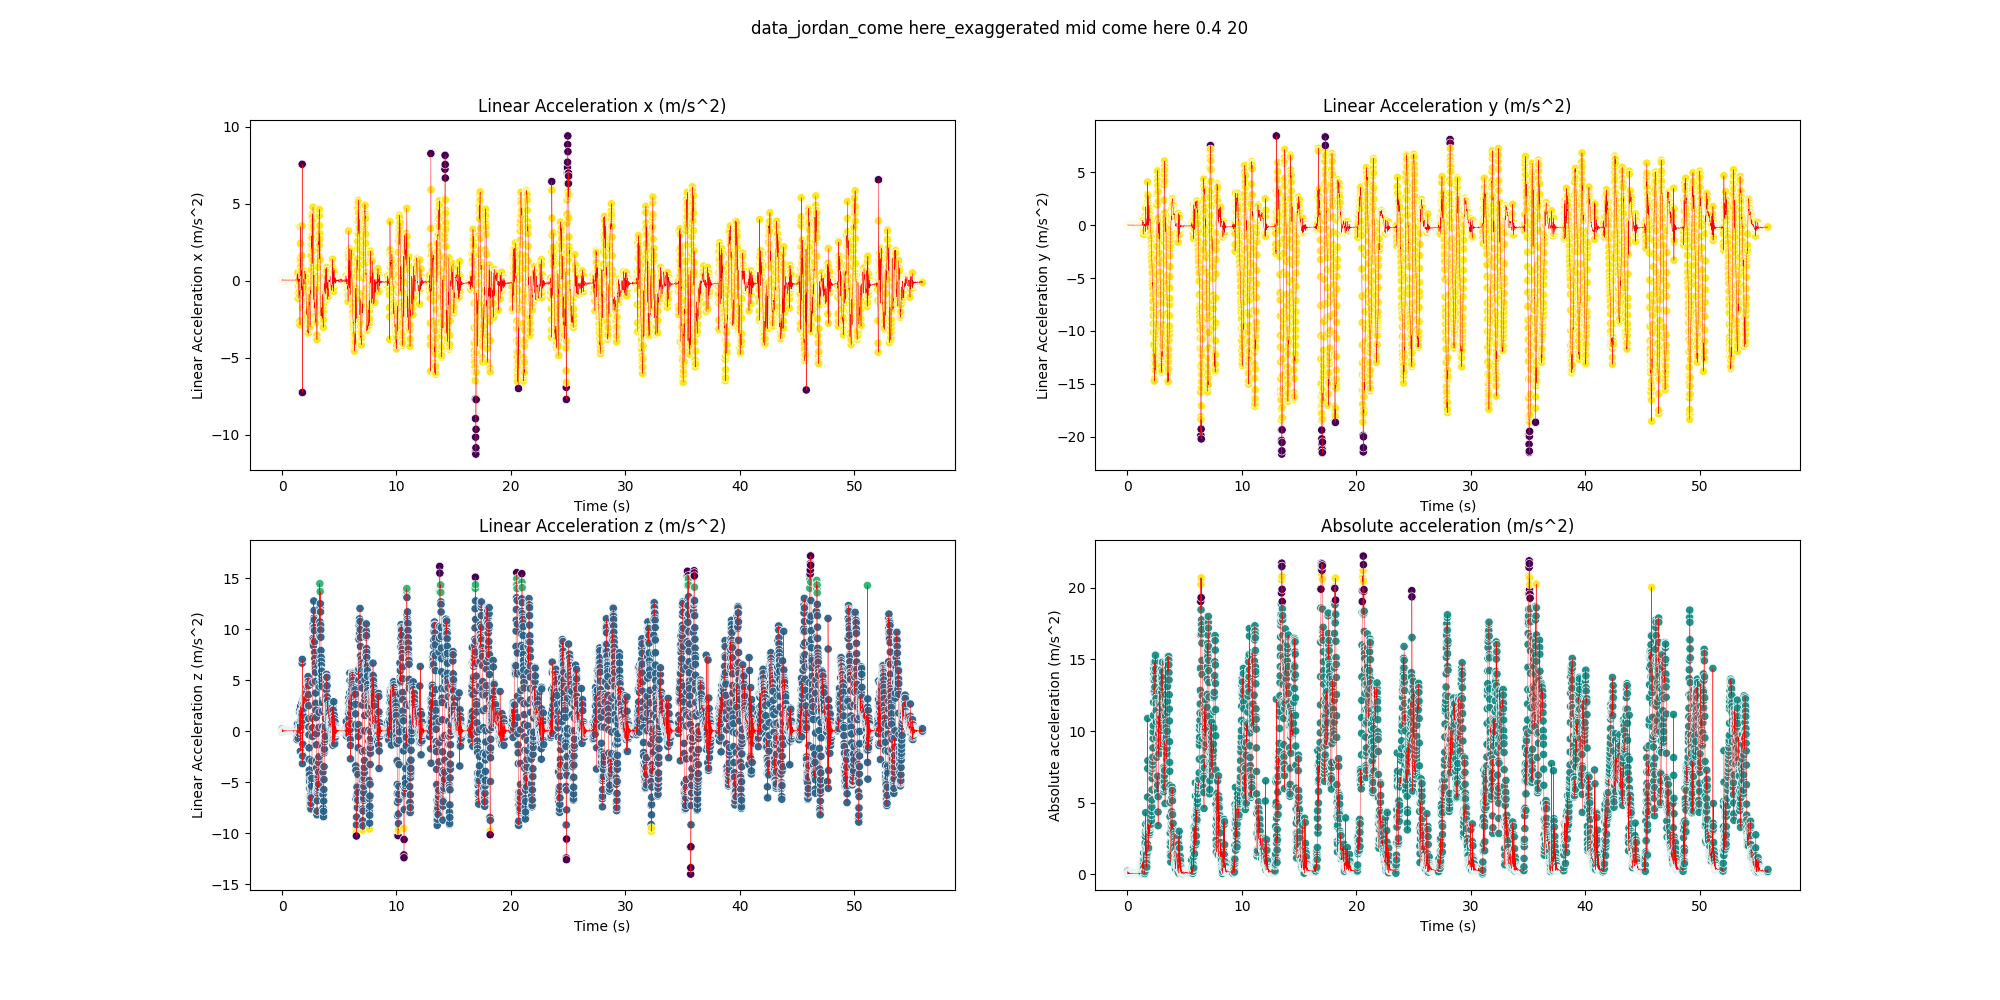 data_jordan_come here_exaggerated mid come here 0.4 20
Linear Acceleration x (m/s^2)
Linear Acceleration x (m/s^2)
10
5
0
−5
−10
0 10 20 30 40 50
Time (s)
Linear Acceleration y (m/s^2)
Linear Acceleration y (m/s^2)
5
0
−5
−10
−15
−20
0 10 20 30 40 50
Time (s)
Linear Acceleration z (m/s^2)
Linear Acceleration z (m/s^2)
15
10
5
0
−5
−10
−15
0 10 20 30 40 50
Time (s)
Absolute acceleration (m/s^2)
Absolute acceleration (m/s^2)
20
15
10
5
0
0 10 20 30 40 50
Time (s)